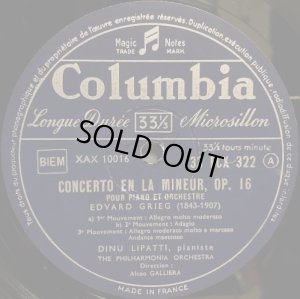 Magic Notes
TRADE MARK
Columbia
Longue Durée 33⅓ Microsillon
33⅓ tours minute
BIEM XAX 10016 322 A
SOLD OUT
CONCERTO EN LA MINEUR, OP. 16
POUR PIANO ET ORCHESTRE
EDVARD GRIEG (1843-1907)
a) 1er Mouvement : Allegro molto moderato
b) 2e Mouvement : Adagio
3e Mouvement : Allegro molto moderato e marcato
Andante maestoso
DINU LIPATTI, pianiste
THE PHILHARMONIA ORCHESTRA
Direction :
Alceo GALLIERA
MADE IN FRANCE